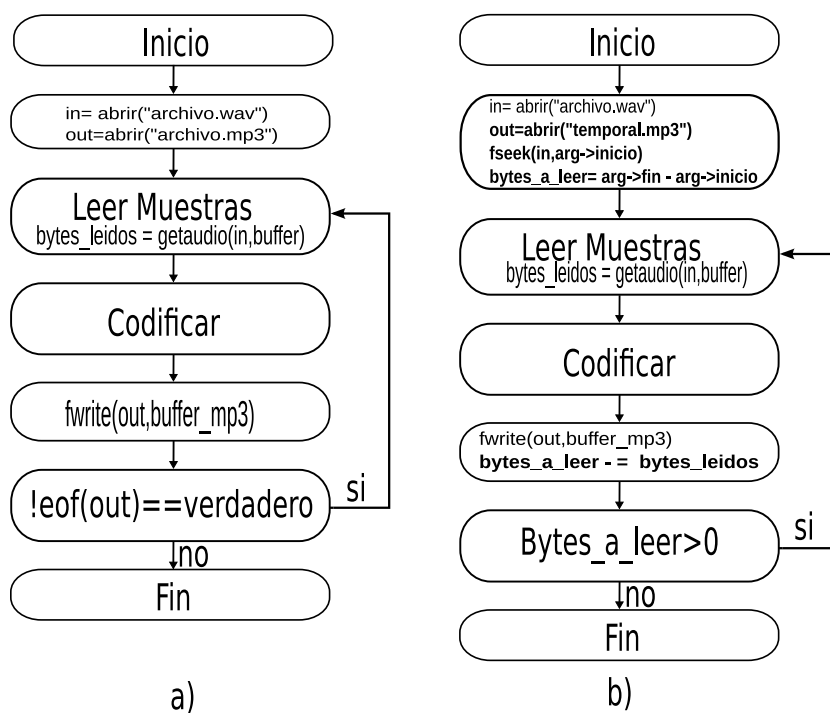 Inicio
in= abrir("archivo.wav")
out=abrir("archivo.mp3")
Leer Muestras
bytes_leidos = getaudio(in,buffer)
Codificar
fwrite(out,buffer_mp3)
!eof(out)==verdadero
si
no
Fin
a)
Inicio
in= abrir("archivo.wav")
out=abrir("temporal.mp3")
fseek(in,arg->inicio)
bytes_a_leer= arg->fin - arg->inicio
Leer Muestras
bytes_leidos = getaudio(in,buffer)
Codificar
fwrite(out,buffer_mp3)
bytes_a_leer - = bytes_leidos
Bytes_a_leer>0
si
no
Fin
b)